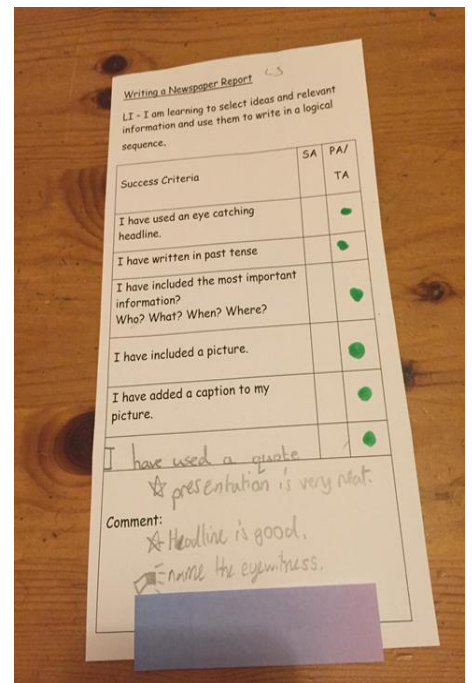 Writing a Newspaper Report LS
LI - I am learning to select ideas and relevant
information and use them to write in a logical
sequence.
Success Criteria
SA
PA/
TA
I have used an eye catching
headline.
I have written in past tense
I have included the most important
information?
Who? What? When? Where?
I have included a picture.
I have added a caption to my
picture.
I have used a quote
presentation is very neat.
Comment:
Headline is good.
name the eyewitness.